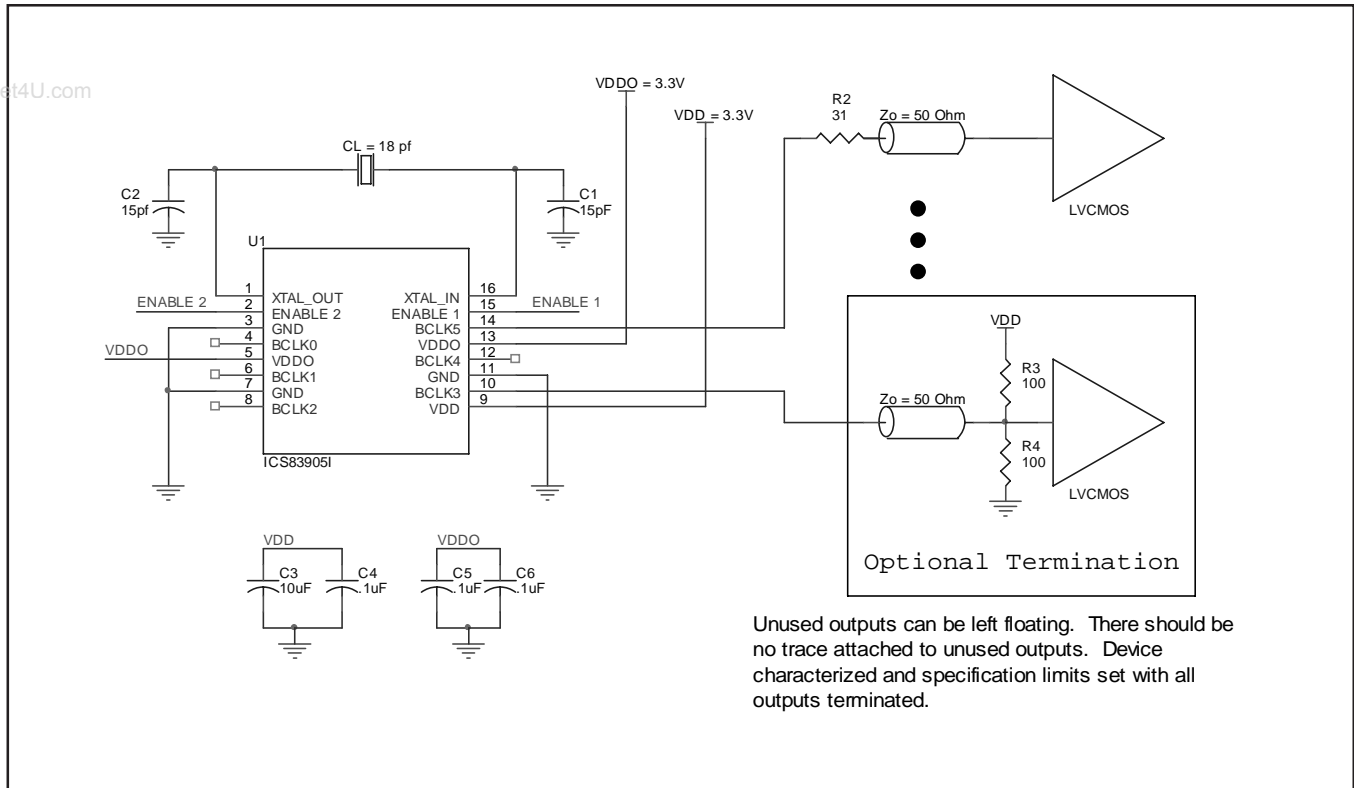 et4U.com
VDDO = 3.3V
VDD = 3.3V
R2
31
Zo = 50 Ohm
LVCMOS
CL = 18 pf
C2
15pf
C1
15pF
U1
1
XTAL_OUT
XTAL_IN
16
ENABLE 2
2
ENABLE 2
ENABLE 1
15
ENABLE 1
3
GND
BCLK5
14
4
BCLK0
VDDO
13
VDDO
5
VDDO
BCLK4
12
6
BCLK1
GND
11
7
GND
BCLK3
10
8
BCLK2
VDD
9
ICS83905I
VDD
R3
100
Zo = 50 Ohm
R4
100
LVCMOS
Optional Termination
VDD
C3
10uF
C4
.1uF
VDDO
C5
.1uF
C6
.1uF
Unused outputs can be left floating. There should be
no trace attached to unused outputs. Device
characterized and specification limits set with all
outputs terminated.